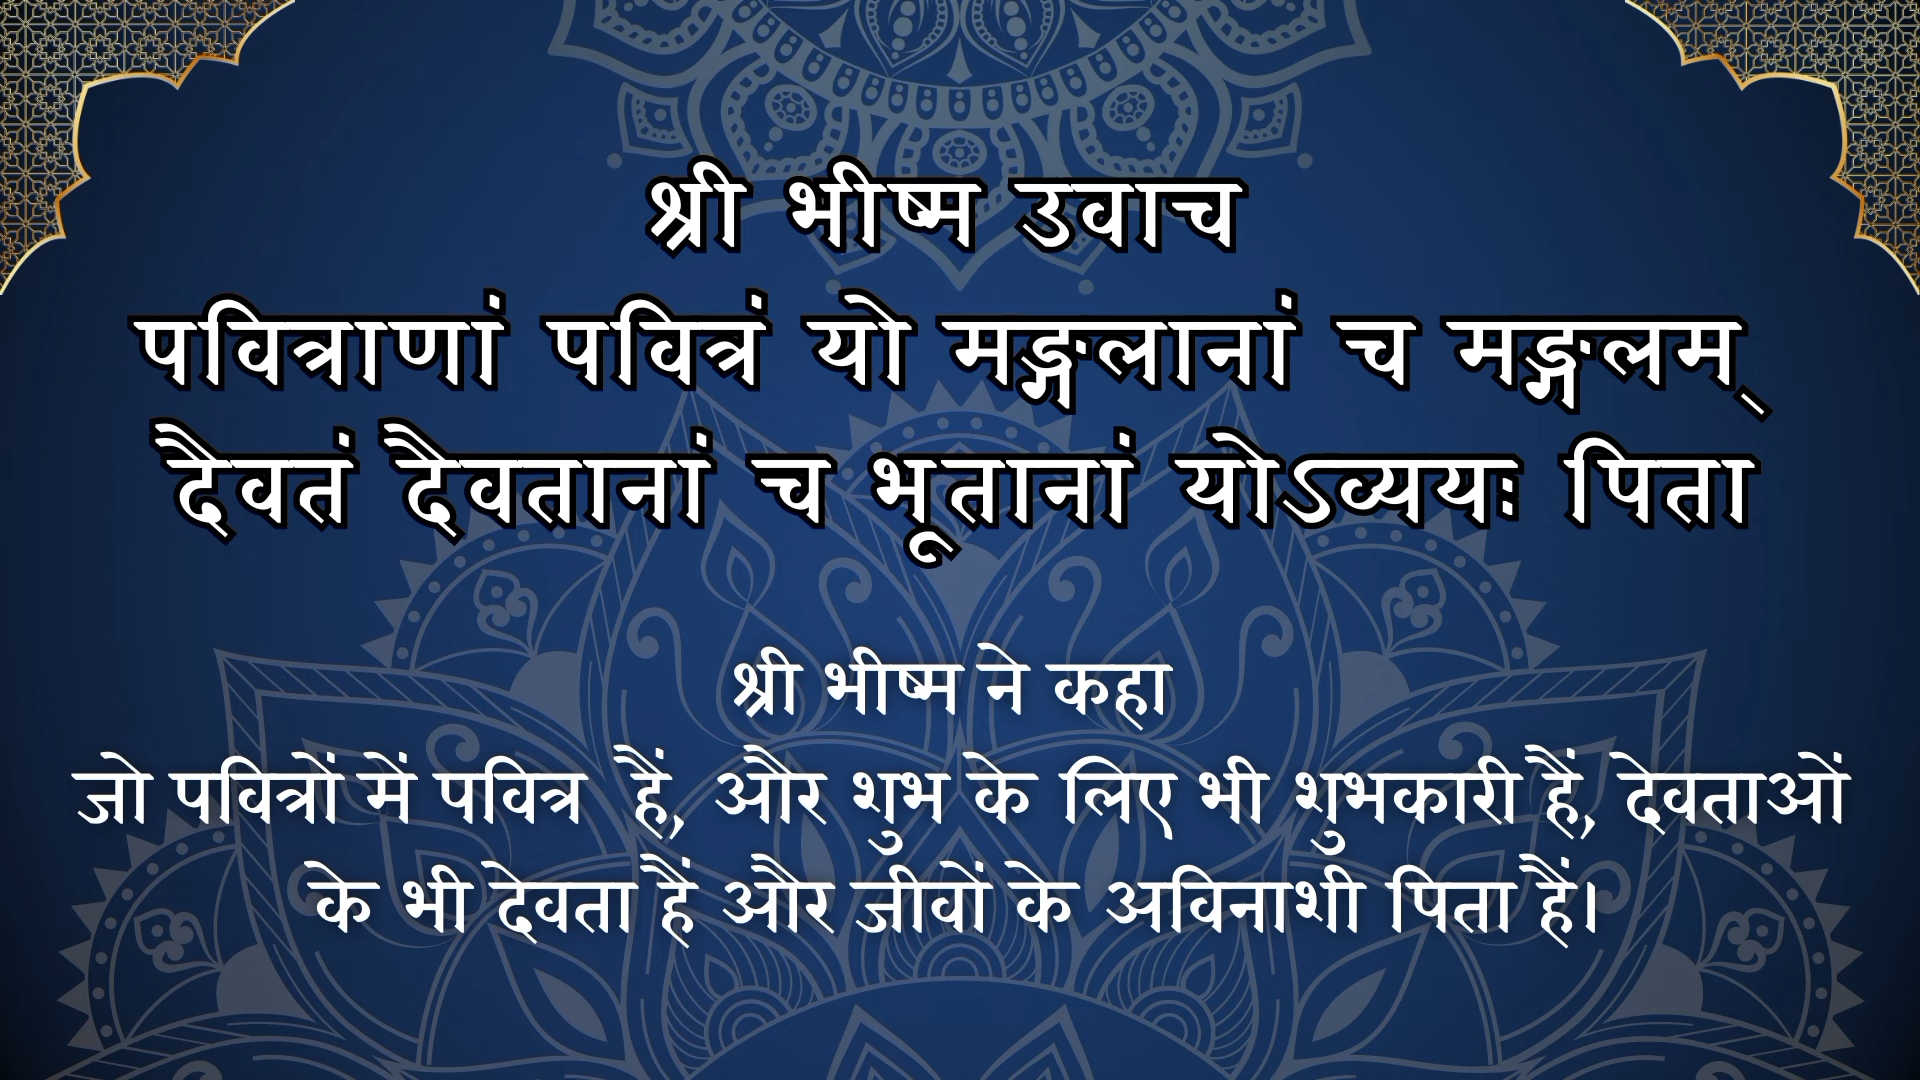 श्री भीष्म उवाच
पवित्राणां पवित्रं यो मङ्गलानां च मङ्गलम्
दैवतं दैवतानां च भूतानां योऽव्ययः पिता
श्री भीष्म ने कहा
जो पवित्रों में पवित्र हैं, और शुभ के लिए भी शुभकारी हैं, देवताओं
के भी देवता हैं और जीवों के अविनाशी पिता हैं।